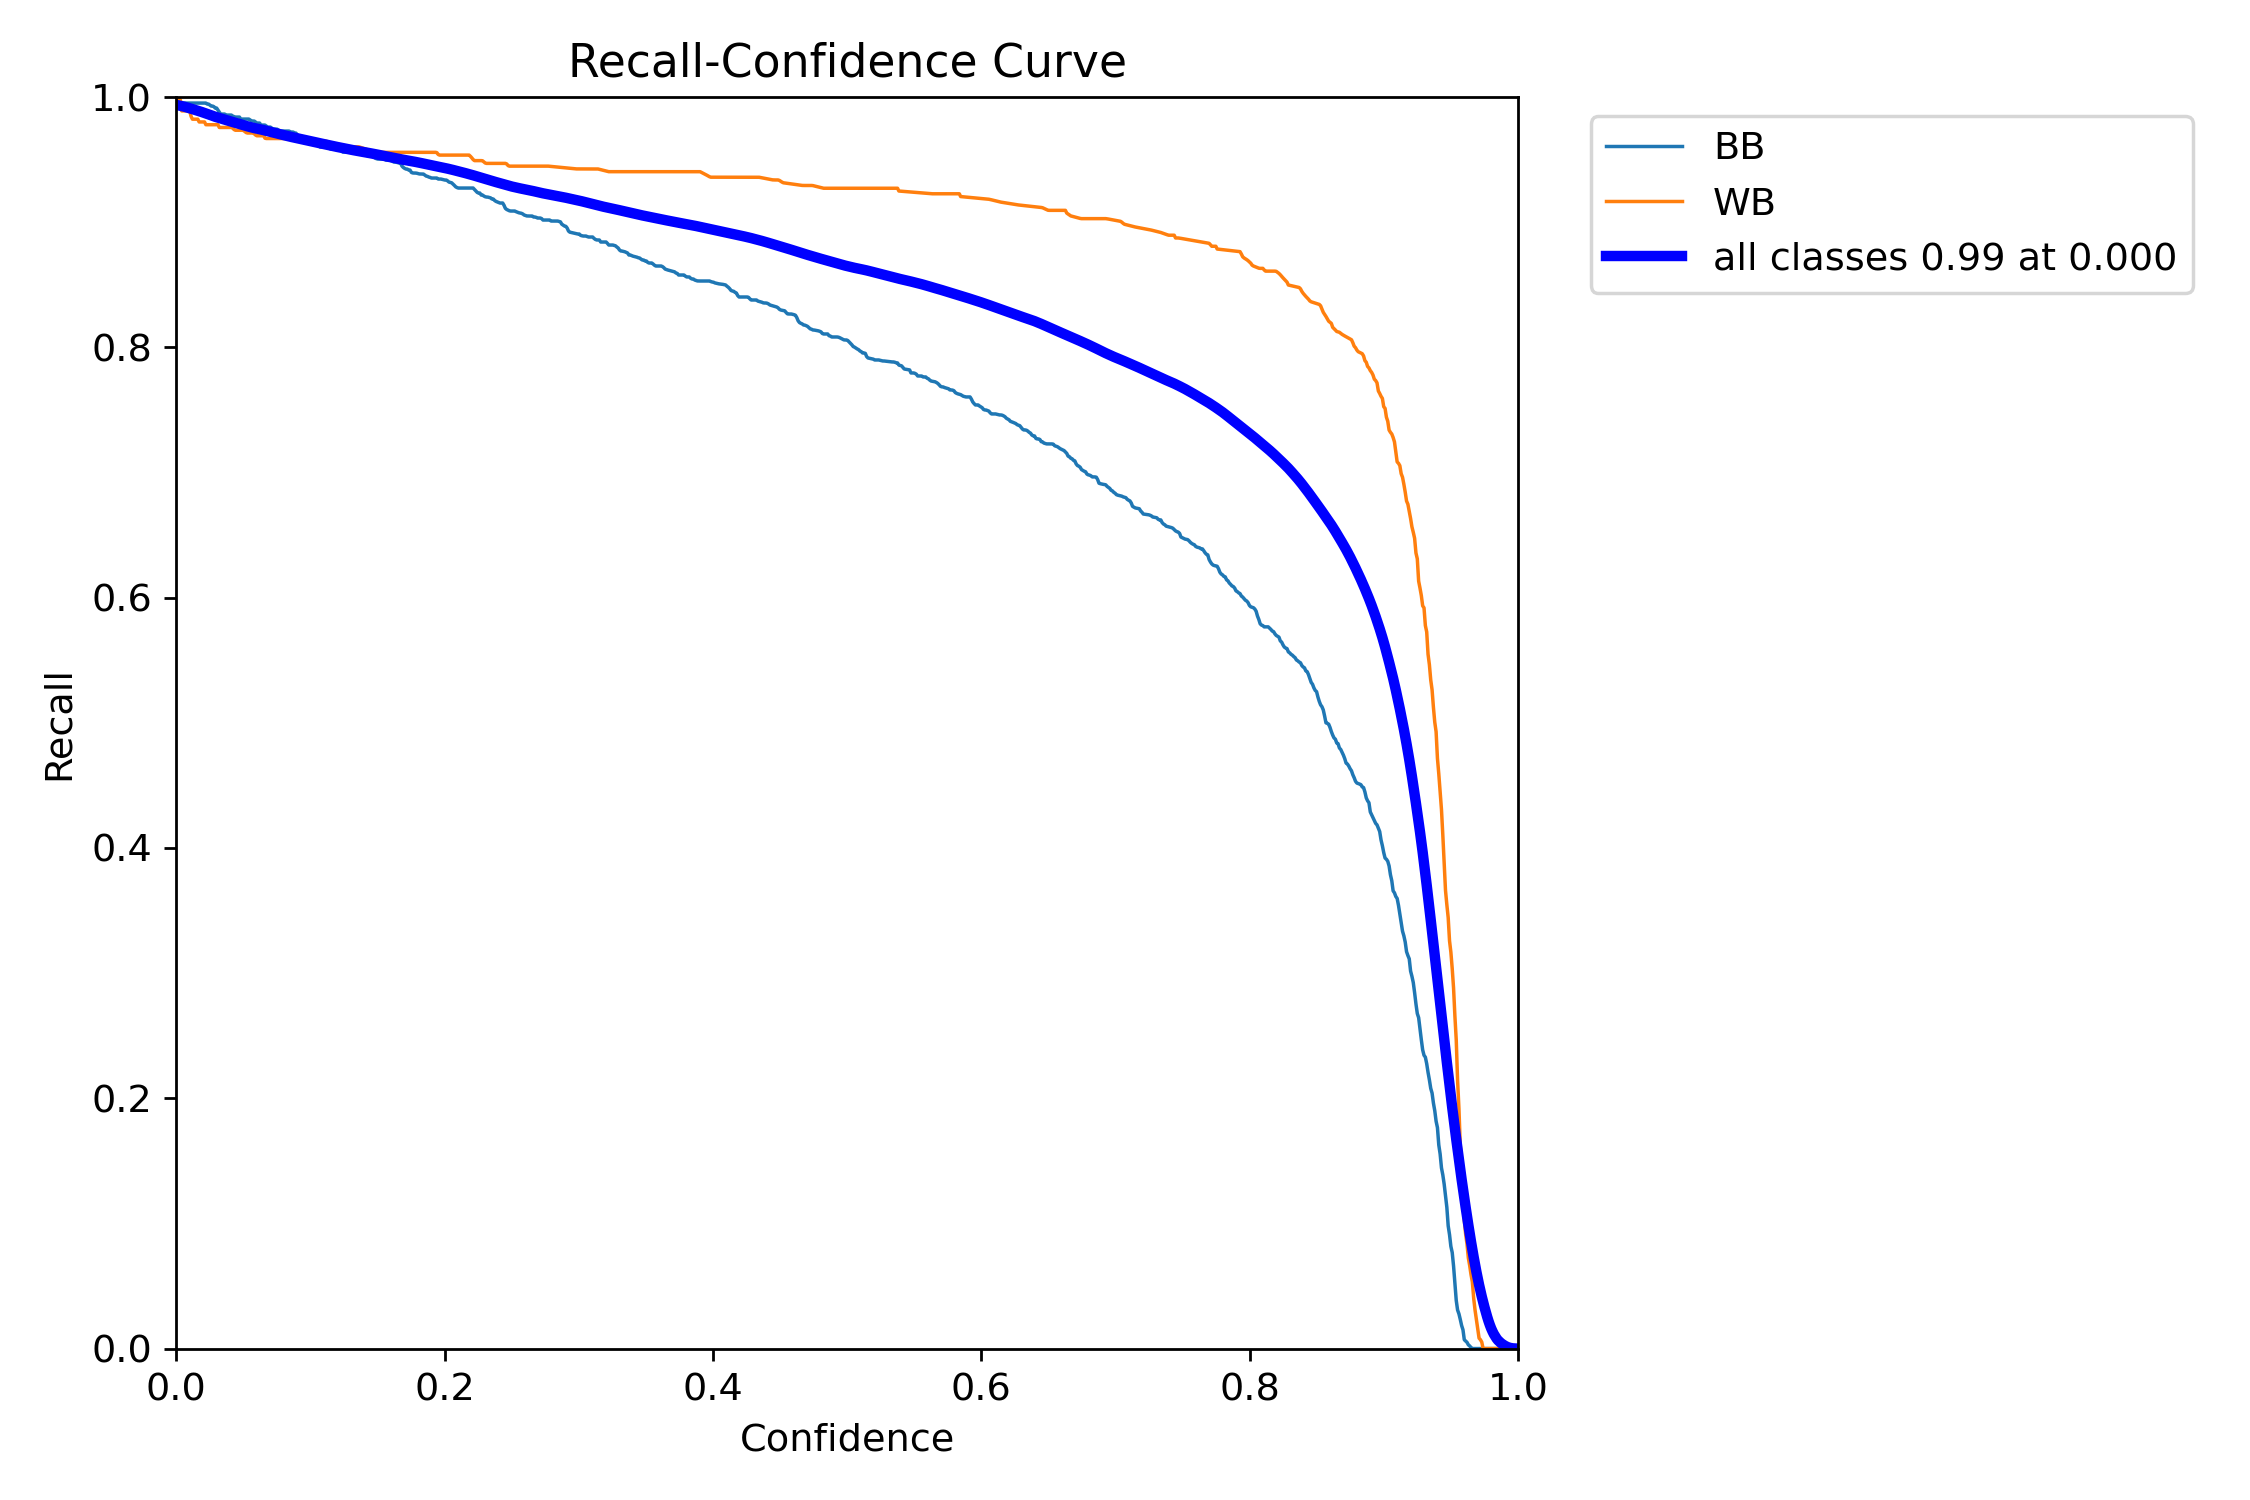 Recall-Confidence Curve
1.0
0.8
0.6
0.4
0.2
0.0
Recall
0.0 0.2 0.4 0.6 0.8 1.0
Confidence
BB
WB
all classes 0.99 at 0.000